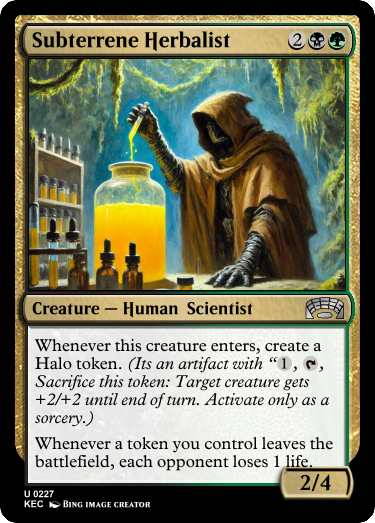 Subterrene Herbalist 2
Creature — Human Scientist
Whenever this creature enters, create a
Halo token. (Its an artifact with “1, ,
Sacrifice this token: Target creature gets
+2/+2 until end of turn. Activate only as a
sorcery.)
Whenever a token you control leaves the
battlefield, each opponent loses 1 life.
2/4
U 0227
KEC BING IMAGE CREATOR